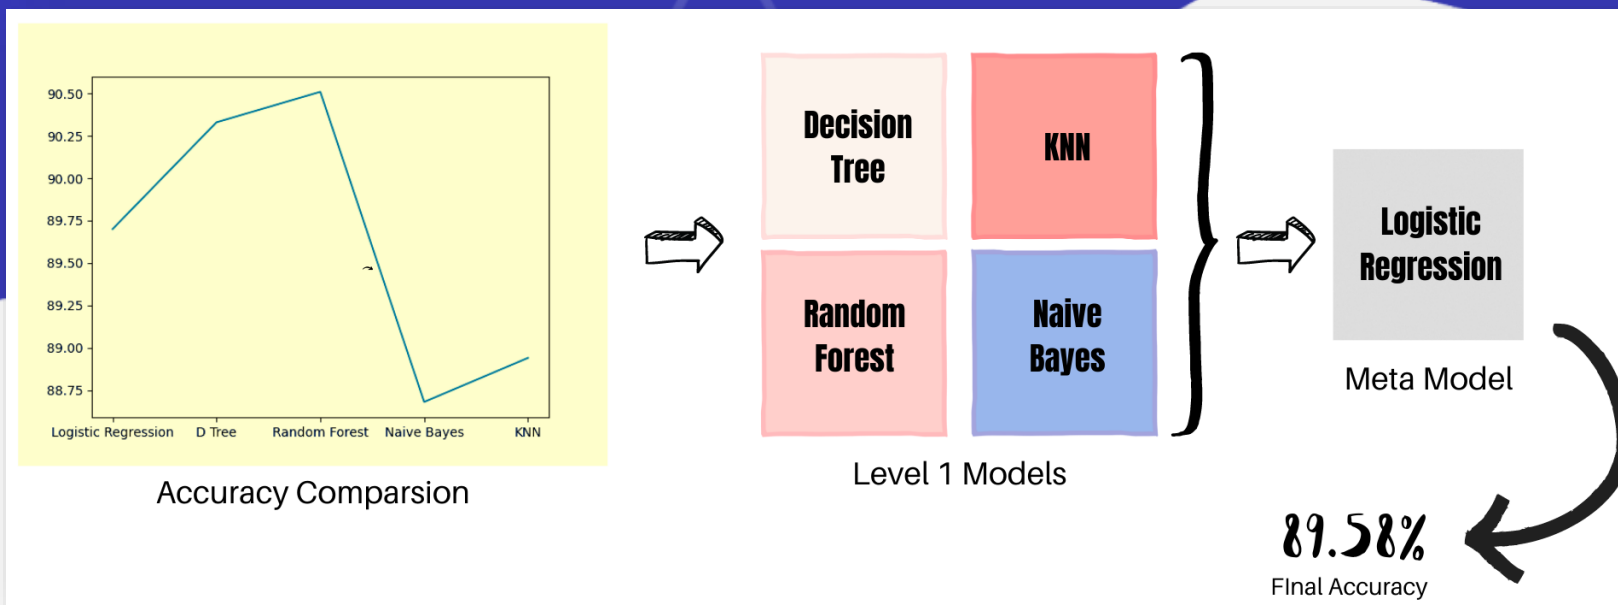 90.50
90.25
90.00
89.75
89.50
89.25
89.00
88.75
Logistic Regression D Tree Random Forest Naive Bayes KNN
Accuracy Comparsion
Decision
Tree
KNN
Random
Forest
Naive
Bayes
Level 1 Models
Logistic
Regression
Meta Model
89.58%
FInal Accuracy